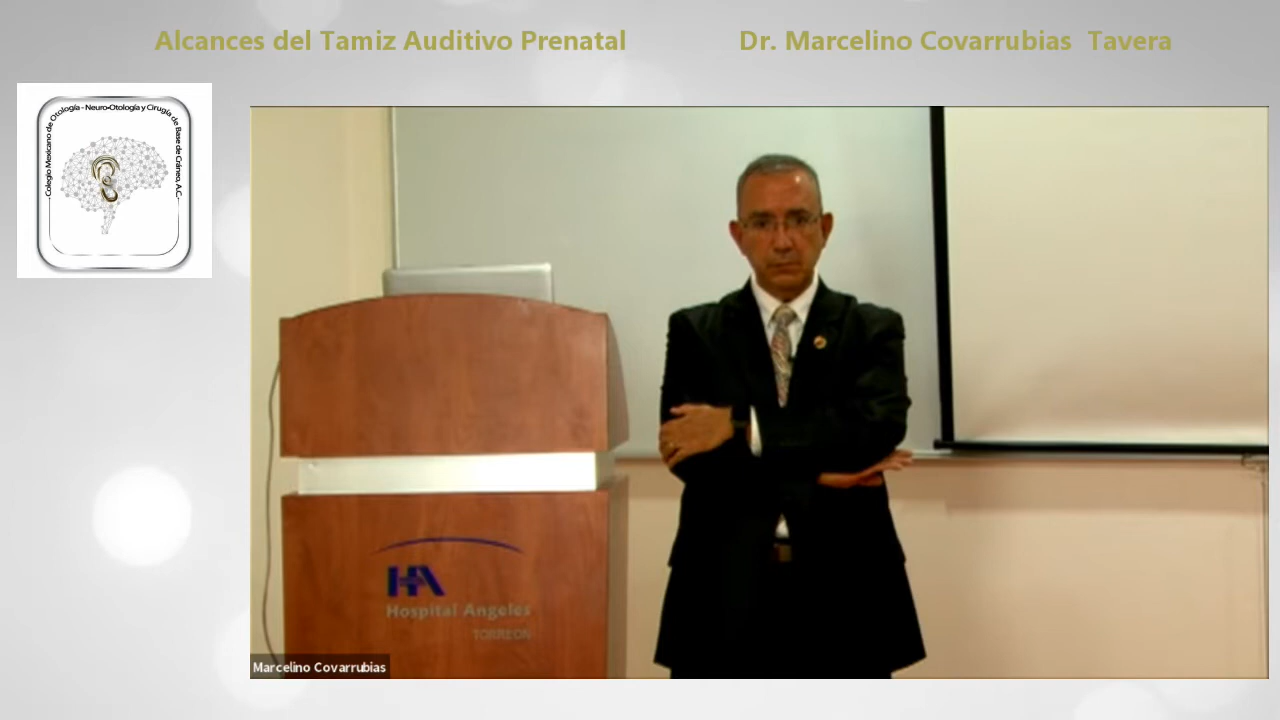 Alcances del Tamiz Auditivo Prenatal
Dr. Marcelino Covarrubias Tavera
Colegio Mexicano de Otología - Neuro-Otología y Cirugía de Base de Cráneo, A.C.
HA
Hospital Angeles
TORREON
Marcelino Covarrubias